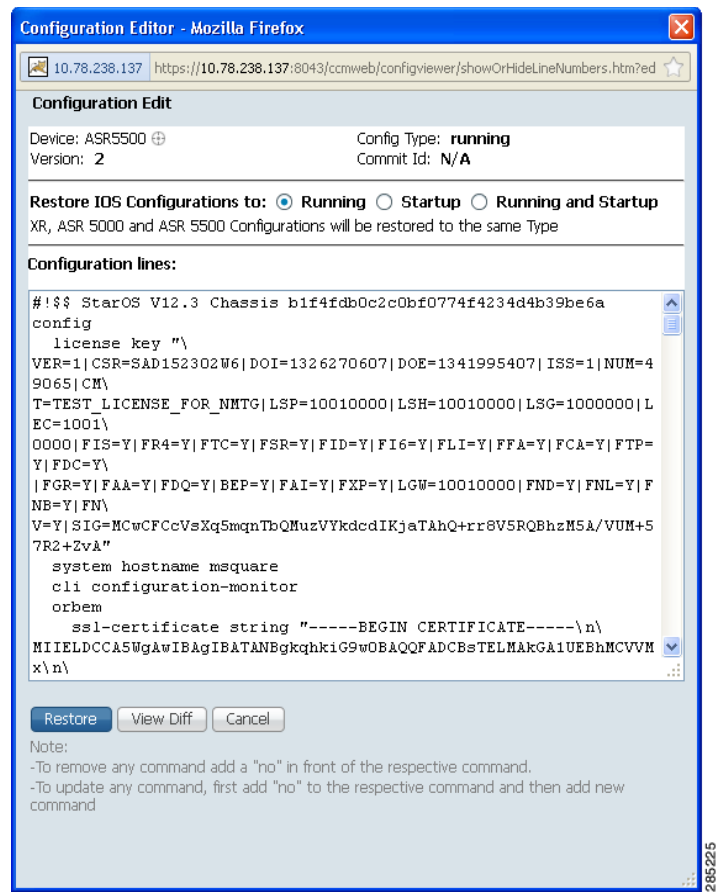 Configuration Editor - Mozilla Firefox
10.78.238.137 https://10.78.238.137:8043/ccmweb/configviewer/showOrHideLineNumbers.htm?ed
Configuration Edit
Device: ASR5500 Config Type: running
Version: 2 Commit Id: N/A
Restore IOS Configurations to: Running Startup Running and Startup
XR, ASR 5000 and ASR 5500 Configurations will be restored to the same Type
Configuration lines:
#!$$ StarOS V12.3 Chassis b1f4fdb0c2c0bf0774f4234d4b39be6a
config
license key "\
VER=1|CSR=SAD152302W6|DOI=1326270607|DOE=1341995407|ISS=1|NUM=4
9065|CM\
T=TEST_LICENSE_FOR_NMTG|LSP=10010000|LSH=10010000|LSG=1000000|L
EC=1001\
0000|FIS=Y|FR4=Y|FTC=Y|FSR=Y|FID=Y|FI6=Y|FLI=Y|FFA=Y|FCA=Y|FTP=
Y|FDC=Y\
|FGR=Y|FAA=Y|FDQ=Y|BEP=Y|FAI=Y|FXP=Y|LGW=10010000|FND=Y|FNL=Y|F
NB=Y|FN\
V=Y|SIG=MCwCFCcVsXq5mqnTbQMuzVYkdcdIKjaTAhQ+rr8V5RQBhzM5A/VUM+5
7R2+ZvA"
system hostname msquare
cli configuration-monitor
orbem
ssl-certificate string "-----BEGIN CERTIFICATE-----\n\
MIIELDCCA5WgAwIBAgIBATANBgkqhkiG9w0BAQQFADCBsTELMAkGA1UEBhMCVVM
x\n\
Restore View Diff Cancel
Note:
-To remove any command add a "no" in front of the respective command.
-To update any command, first add "no" to the respective command and then add new
command
285225